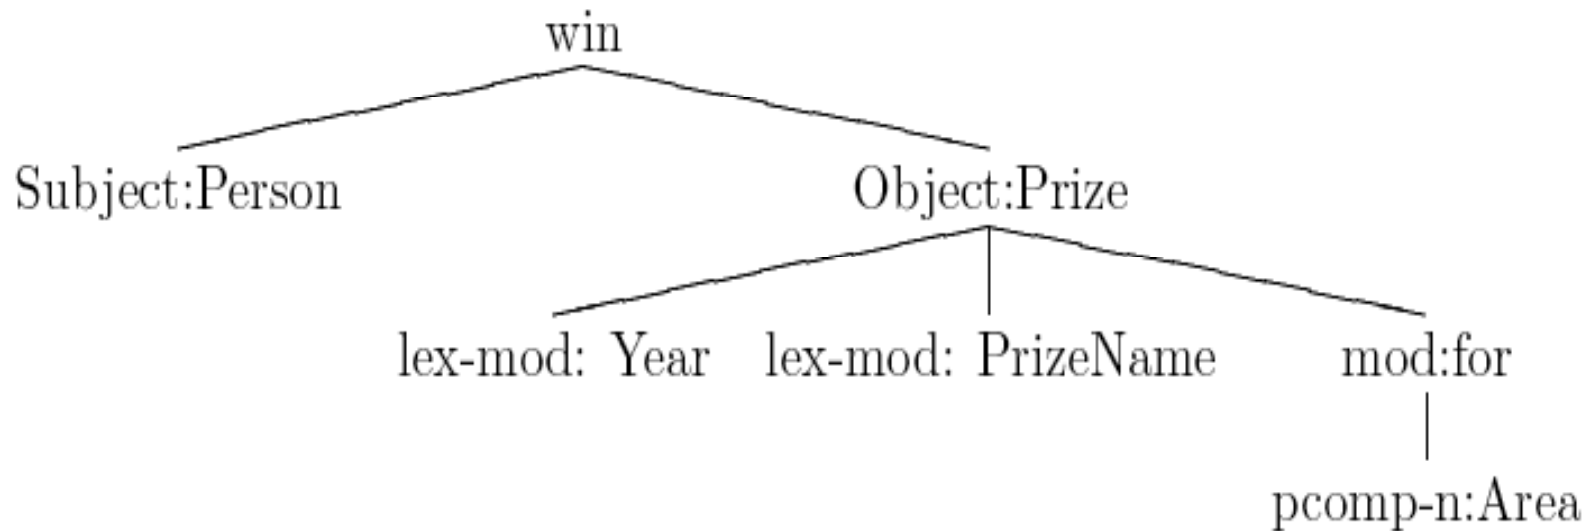 win
Subject:Person Object:Prize
lex-mod: Year lex-mod: PrizeName mod:for
pcomp-n:Area